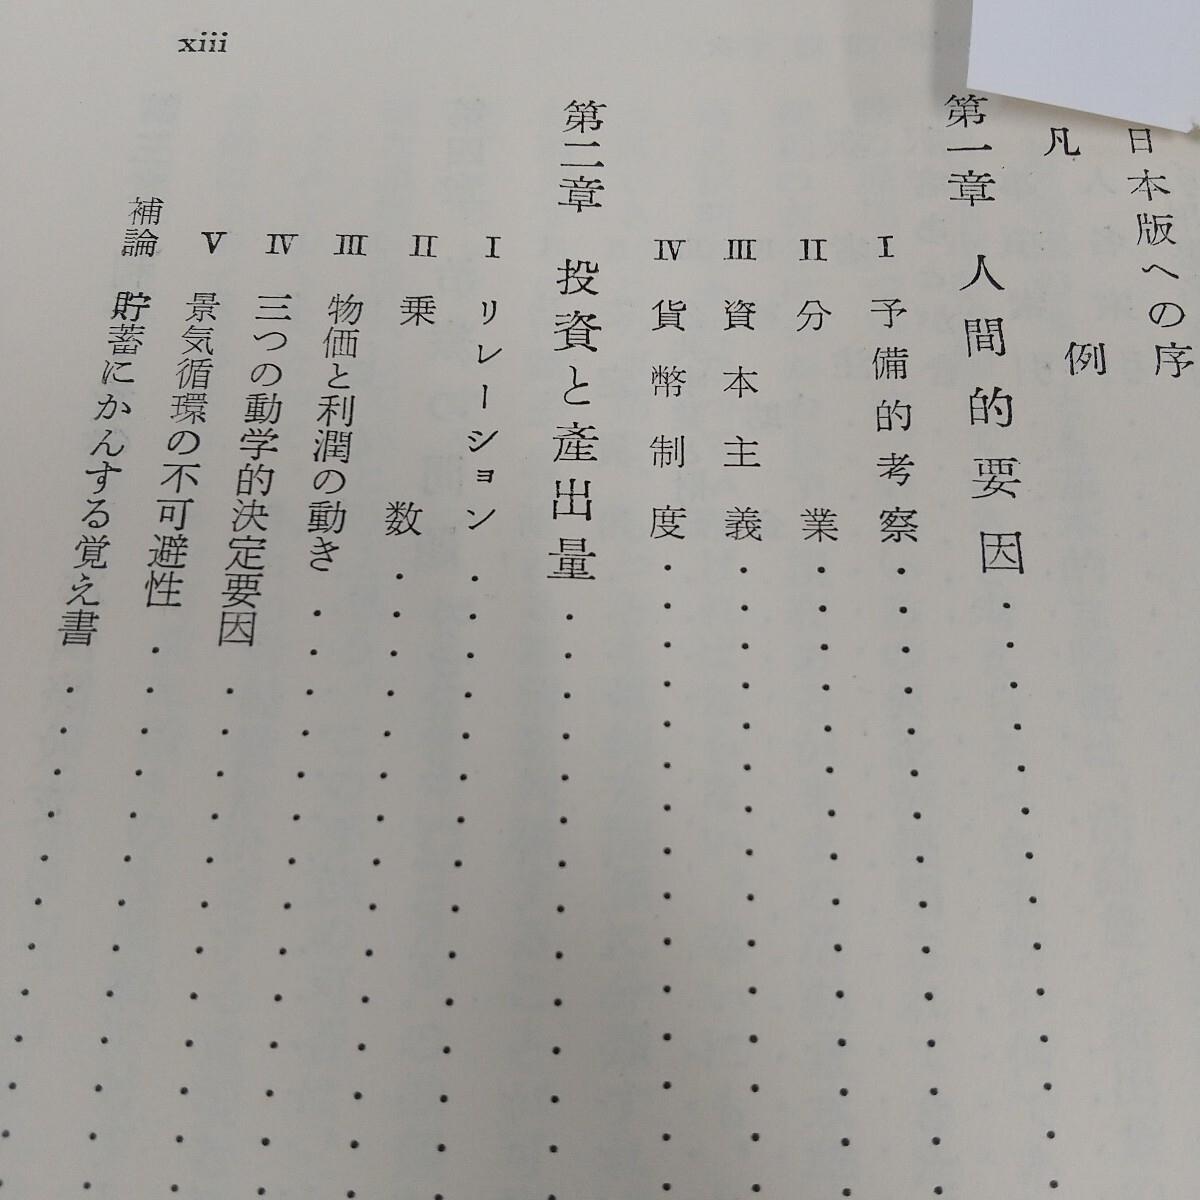 xiii
日本版への序
凡例
第一章 人間的要因
I 予備的考察
II 分業
III 資本主義
IV 貨幣制度
第二章 投資と産出量
I リレーション
II 乗数
III 物価と利潤の動き
IV 三つの動学的決定要因
V 景気循環の不可避性
補論 貯蓄にかんする覚え書